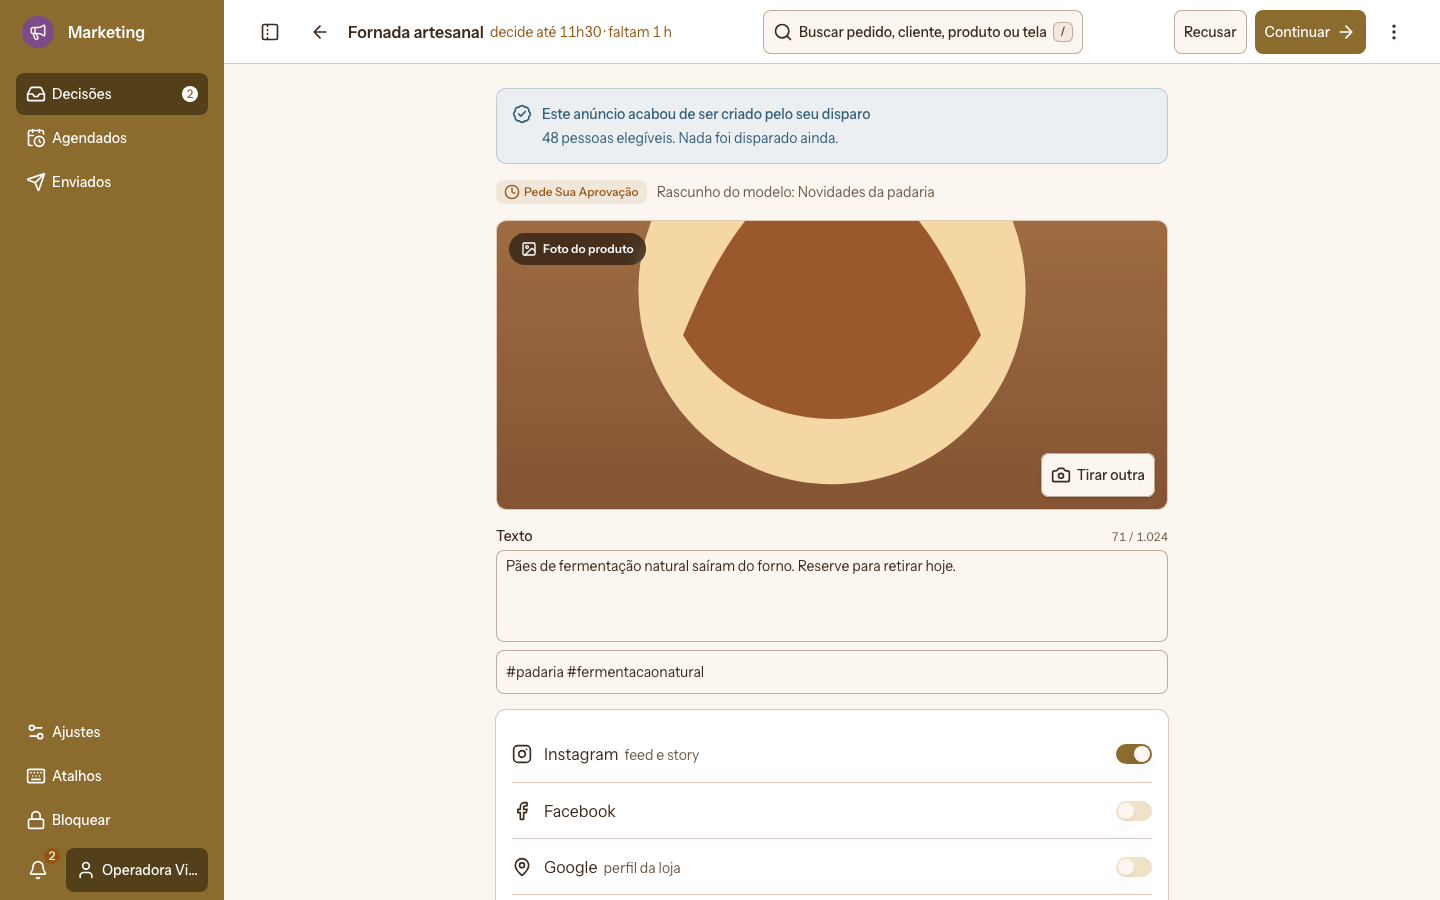 Marketing
Decisões 2
Agendados
Enviados
Ajustes
Atalhos
Bloquear
2
Operadora Vi...
Fornada artesanal decide até 11h30 · faltam 1 h
Buscar pedido, cliente, produto ou tela /
Recusar
Continuar
Este anúncio acabou de ser criado pelo seu disparo
48 pessoas elegíveis. Nada foi disparado ainda.
Pede Sua Aprovação Rascunho do modelo: Novidades da padaria
Foto do produto
Tirar outra
Texto 71 / 1.024
Pães de fermentação natural saíram do forno. Reserve para retirar hoje.
#padaria #fermentacaonatural
Instagram feed e story
Facebook
Google perfil da loja